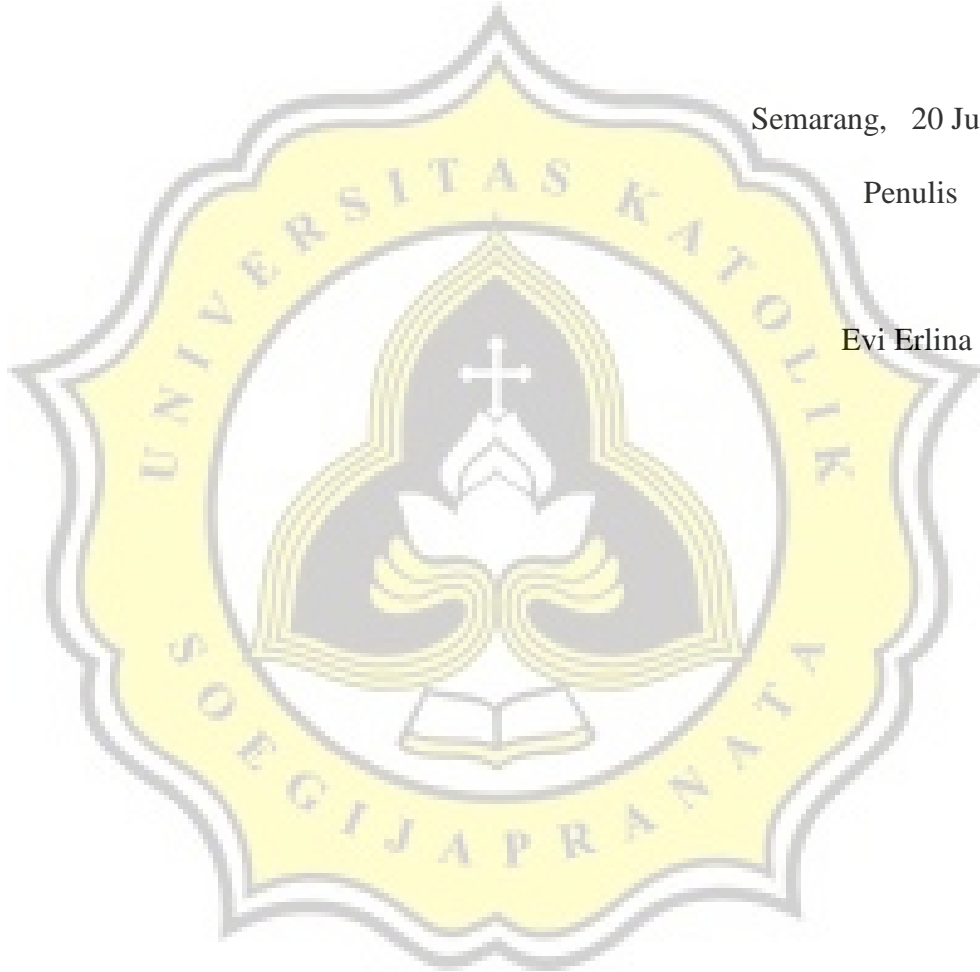 Semarang, 20 Ju
Penulis
Evi Erlina
UNIVERSITAS KATOLIK
SOEGIJAPRANATA